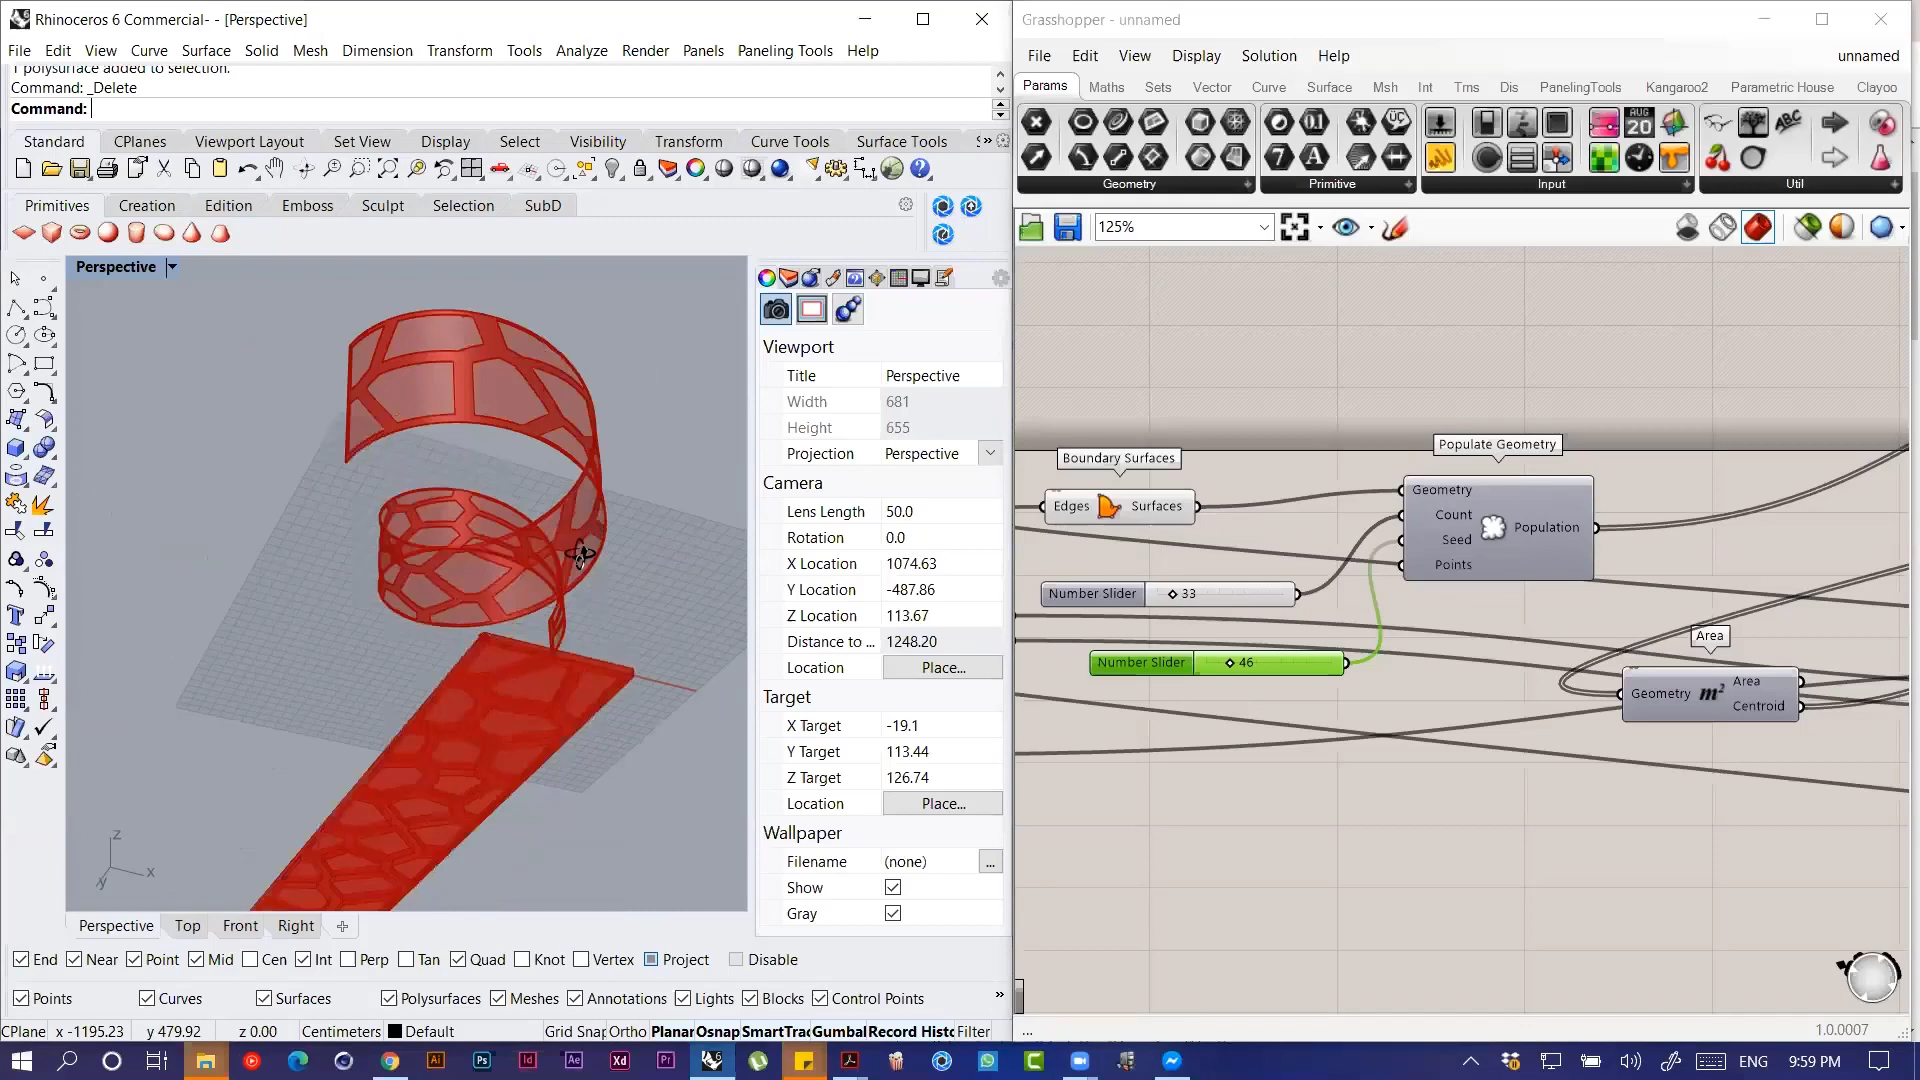 Rhinoceros 6 Commercial- - [Perspective]
File Edit View Curve Surface Solid Mesh Dimension Transform Tools Analyze Render Panels Paneling Tools Help
1 polysurface added to selection.
Command: _Delete
Command:
Standard CPlanes Viewport Layout Set View Display Select Visibility Transform Curve Tools Surface Tools S »
Primitives Creation Edition Emboss Sculpt Selection SubD
Perspective
Viewport
Title Perspective
Width 681
Height 655
Projection Perspective
Camera
Lens Length 50.0
Rotation 0.0
X Location 1074.63
Y Location -487.86
Z Location 113.67
Distance to ... 1248.20
Location Place...
Target
X Target -19.1
Y Target 113.44
Z Target 126.74
Location Place...
Wallpaper
Filename (none) ...
Show
Gray
z
x
y
Perspective Top Front Right
End Near Point Mid Cen Int Perp Tan Quad Knot Vertex Project Disable
Points Curves Surfaces Polysurfaces Meshes Annotations Lights Blocks Control Points »
CPlane x -1195.23 y 479.92 z 0.00 Centimeters Default Grid Snap Ortho Planar Osnap SmartTrac Gumbal Record Histo Filter
Grasshopper - unnamed
File Edit View Display Solution Help unnamed
Params Maths Sets Vector Curve Surface Msh Int Trns Dis PanelingTools Kangaroo2 Parametric House Clayoo
Geometry Primitive Input Util
125%
Populate Geometry
Boundary Surfaces
Edges Surfaces
Geometry
Count
Seed
Points
Population
Number Slider 33
Number Slider 46
Area
Geometry m² Area
Centroid
... 1.0.0007
ENG 9:59 PM